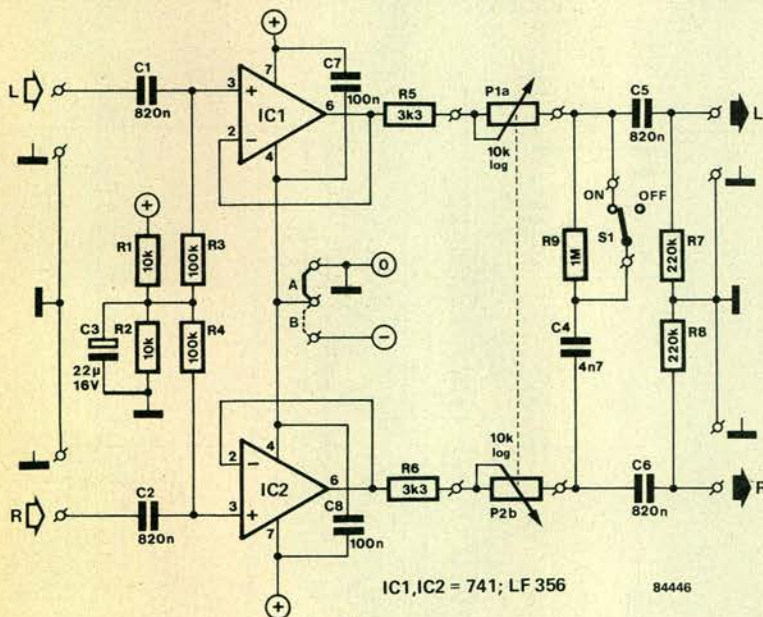 L
C1
820n
3
+
2
−
IC1
7
4
6
+
C7
100n
R5
3k3
P1a
10k
log
C5
820n
L
ON
OFF
S1
R9
1M
C4
4n7
R7
220k
R8
220k
+
R1
10k
R2
10k
C3
22µ
16V
R3
100k
R4
100k
A
B
0
−
R
C2
820n
2
−
3
+
IC2
4
7
6
+
C8
100n
R6
3k3
10k
log
P2b
C6
820n
R
IC1,IC2 = 741; LF 356
84446